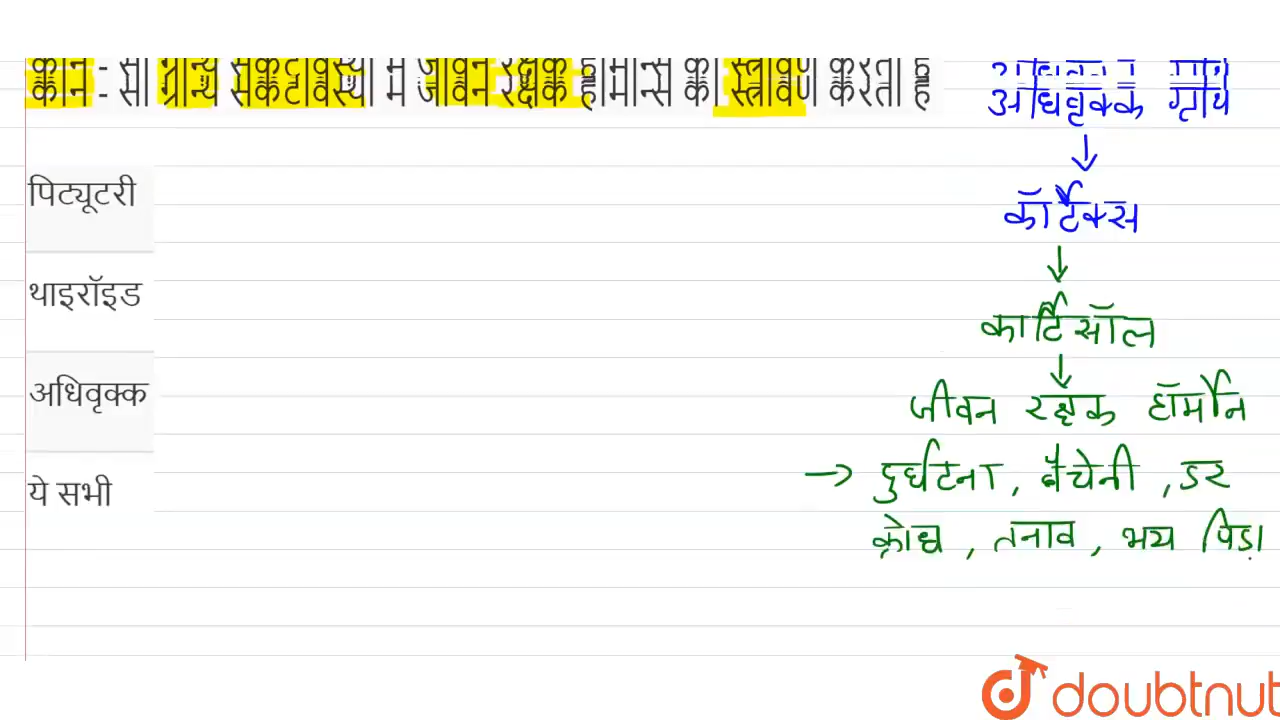 कौन - सी ग्रन्थि संकटावस्था में जीवन रक्षक हॉर्मोन्स का स्त्रावण करती है
पिट्यूटरी
थाइरॉइड
अधिवृक्क
ये सभी
अधिवृक्क ग्रंथि
↓
कॉर्टेक्स
↓
कॉर्टिसॉल
↓
जीवन रक्षक हॉर्मोन
→ दुर्घटना, बैचेनी, डर
क्रोध, तनाव, भय पिड़ा
doubtnut